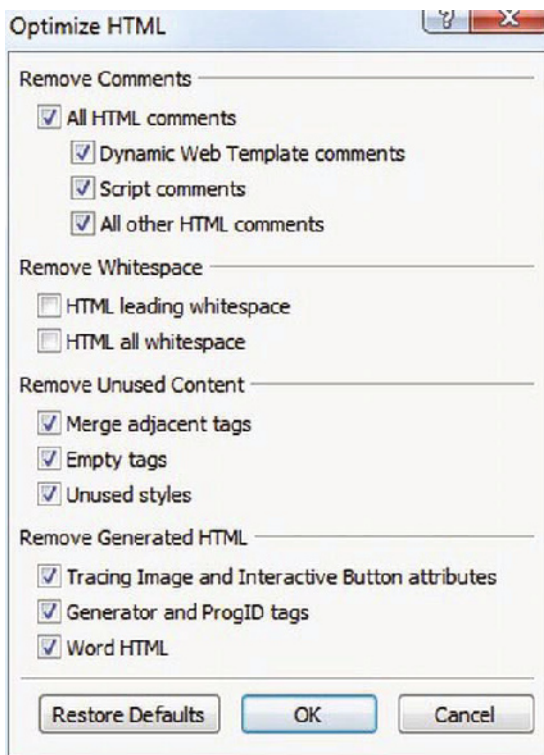 Optimize HTML
Remove Comments
All HTML comments
Dynamic Web Template comments
Script comments
All other HTML comments
Remove Whitespace
HTML leading whitespace
HTML all whitespace
Remove Unused Content
Merge adjacent tags
Empty tags
Unused styles
Remove Generated HTML
Tracing Image and Interactive Button attributes
Generator and ProgID tags
Word HTML
Restore Defaults OK Cancel